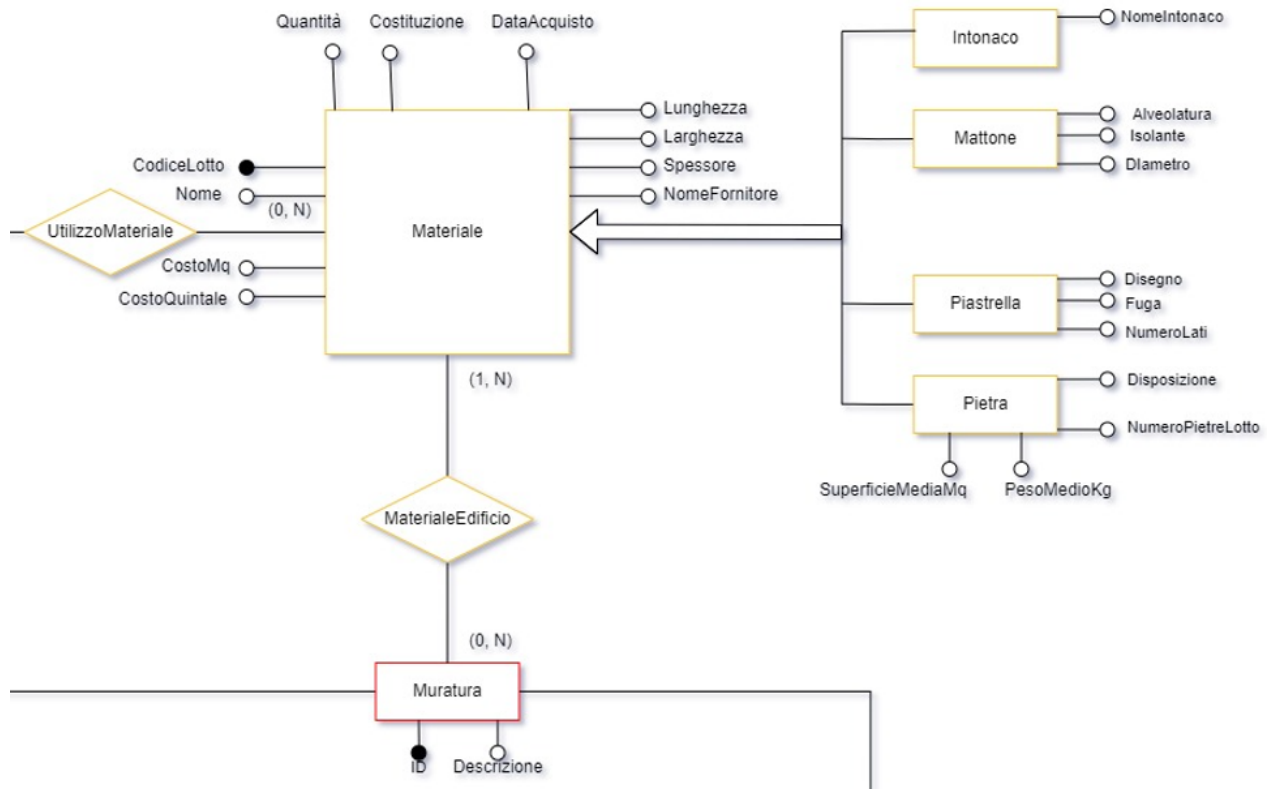 Quantità
Costituzione
DataAcquisto
NomeIntonaco
Intonaco
Lunghezza
Larghezza
Spessore
NomeFornitore
Alveolatura
Isolante
DIametro
Mattone
CodiceLotto
Nome
(0, N)
UtilizzoMateriale
Materiale
CostoMq
CostoQuintale
Disegno
Fuga
NumeroLati
Piastrella
(1, N)
Disposizione
Pietra
NumeroPietreLotto
SuperficieMediaMq
PesoMedioKg
MaterialeEdificio
(0, N)
Muratura
ID
Descrizione